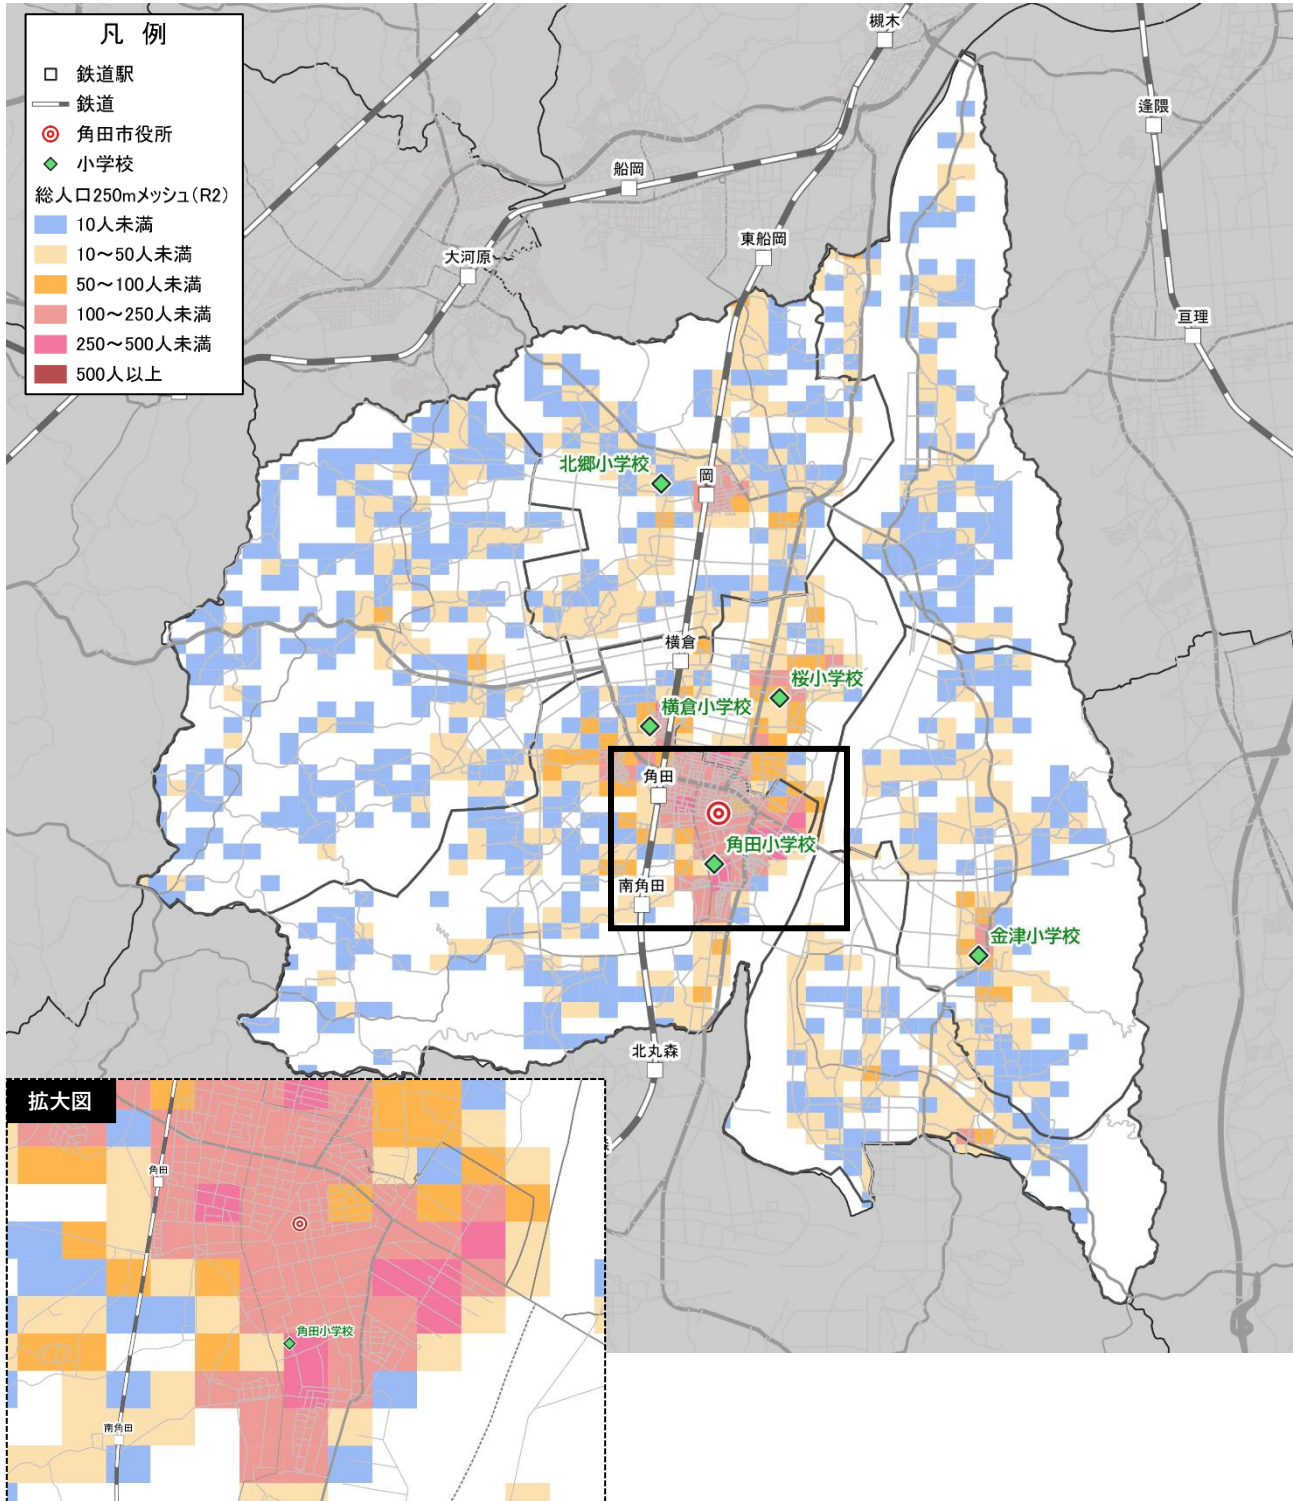 凡 例
鉄道駅
鉄道
角田市役所
小学校
総人口250mメッシュ(R2)
10人未満
10～50人未満
50～100人未満
100～250人未満
250～500人未満
500人以上
槻木
逢隈
船岡
東船岡
大河原
亘理
北郷小学校
岡
横倉
桜小学校
横倉小学校
角田
角田小学校
南角田
金津小学校
北丸森
拡大図
角田
角田小学校
南角田